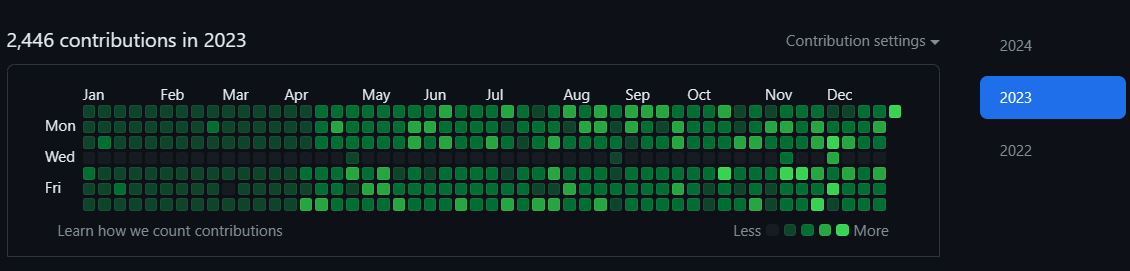 2,446 contributions in 2023
Contribution settings
2024
2023
2022
Jan Feb Mar Apr May Jun Jul Aug Sep Oct Nov Dec
Mon
Wed
Fri
Learn how we count contributions
Less More